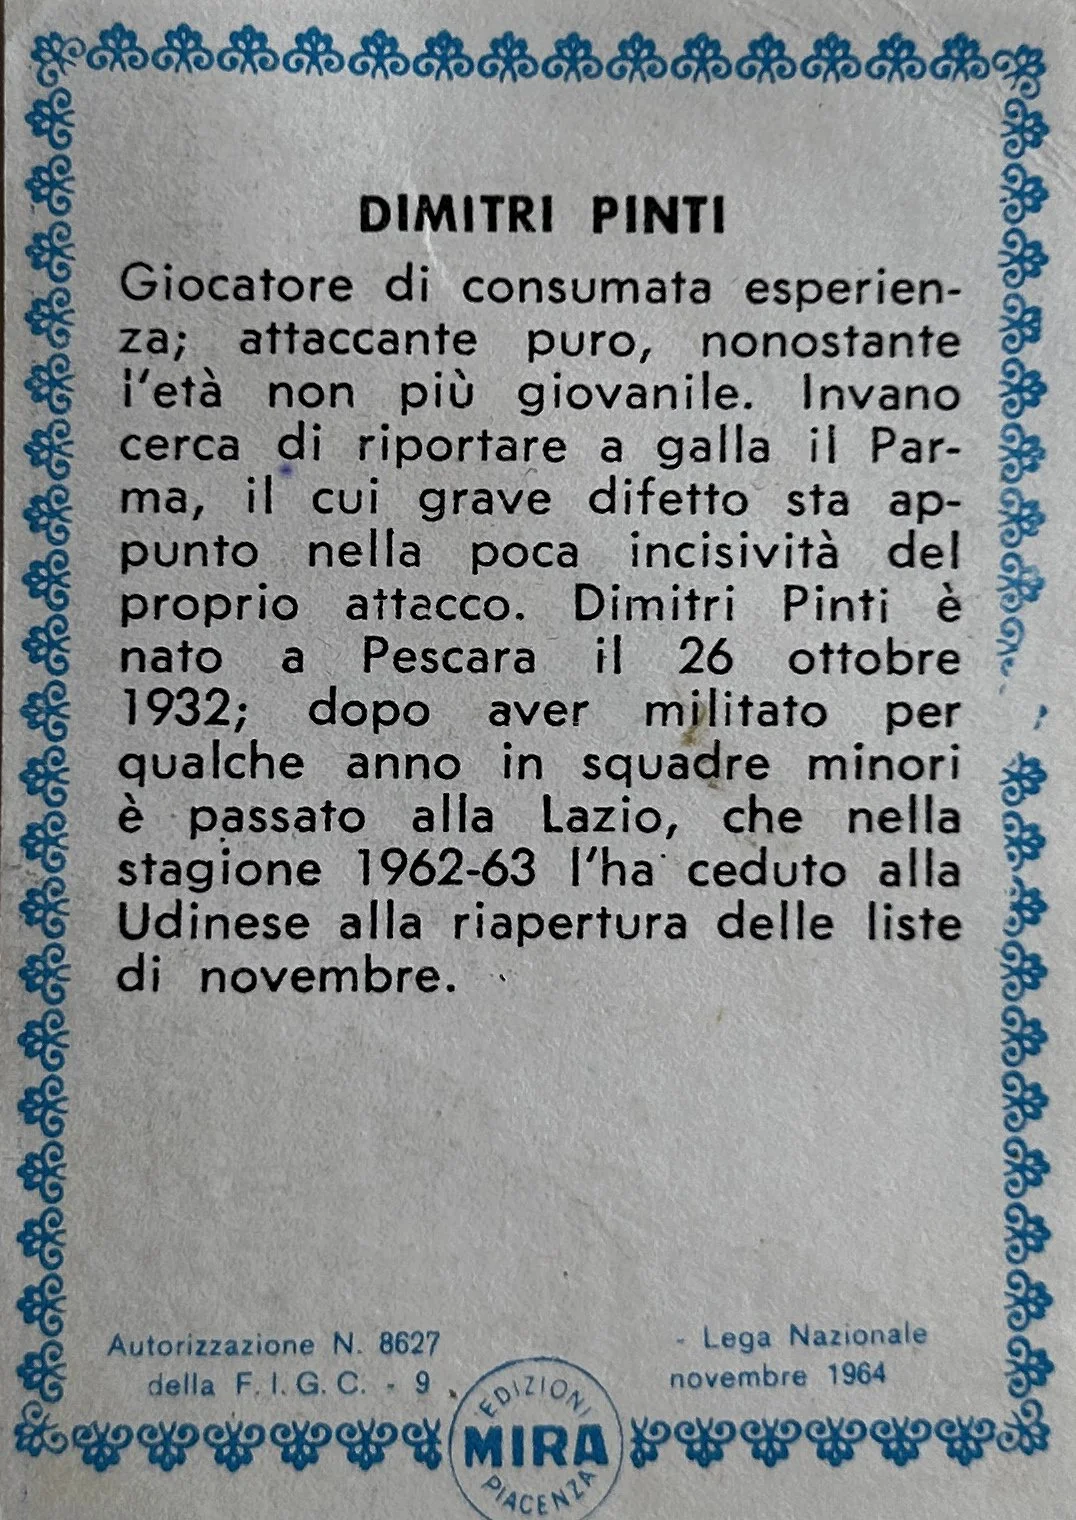 DIMITRI PINTI
Giocatore di consumata esperien-
za; attaccante puro, nonostante
l'età non più giovanile. Invano
cerca di riportare a galla il Par-
ma, il cui grave difetto sta ap-
punto nella poca incisività del
proprio attacco. Dimitri Pinti è
nato a Pescara il 26 ottobre
1932; dopo aver militato per
qualche anno in squadre minori
è passato alla Lazio, che nella
stagione 1962-63 l'ha ceduto alla
Udinese alla riapertura delle liste
di novembre.
Autorizzazione N. 8627 - Lega Nazionale
della F. I. G. C. - 9 novembre 1964
EDIZIONI
MIRA
PIACENZA